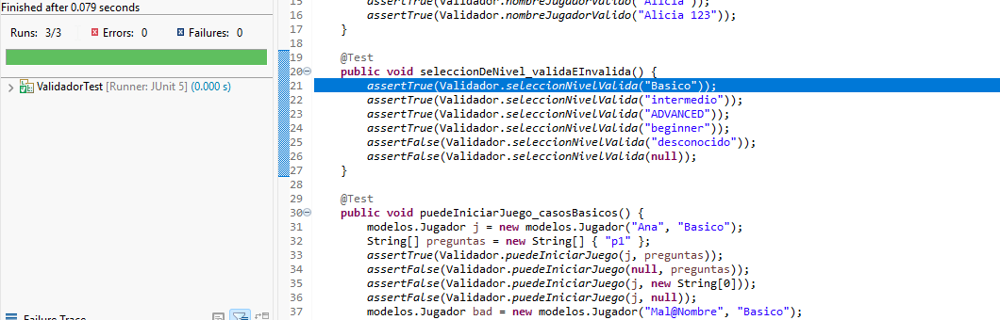 Finished after 0.079 seconds
Runs: 3/3 Errors: 0 Failures: 0
ValidadorTest [Runner: JUnit 5] (0.000 s)
Failure Trace
15 assertTrue(Validador.nombreJugadorValido("Alicia"));
16 assertTrue(Validador.nombreJugadorValido("Alicia 123"));
17 }
18
19 @Test
20 public void seleccionDeNivel_validaEInvalida() {
21 assertTrue(Validador.seleccionNivelValida("Basico"));
22 assertTrue(Validador.seleccionNivelValida("intermedio"));
23 assertTrue(Validador.seleccionNivelValida("ADVANCED"));
24 assertTrue(Validador.seleccionNivelValida("beginner"));
25 assertFalse(Validador.seleccionNivelValida("desconocido"));
26 assertFalse(Validador.seleccionNivelValida(null));
27 }
28
29 @Test
30 public void puedeIniciarJuego_casosBasicos() {
31 modelos.Jugador j = new modelos.Jugador("Ana", "Basico");
32 String[] preguntas = new String[] { "p1" };
33 assertTrue(Validador.puedeIniciarJuego(j, preguntas));
34 assertFalse(Validador.puedeIniciarJuego(null, preguntas));
35 assertFalse(Validador.puedeIniciarJuego(j, new String[0]));
36 assertFalse(Validador.puedeIniciarJuego(j, null));
37 modelos.Jugador bad = new modelos.Jugador("Mal@Nombre", "Basico");